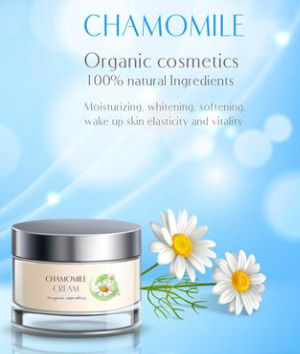 CHAMOMILE
Organic cosmetics
100% natural Ingredients
Moisturizing, whitening, softening,
wake up skin elasticity and vitality
CHAMOMILE
CREAM
Organic cosmetics